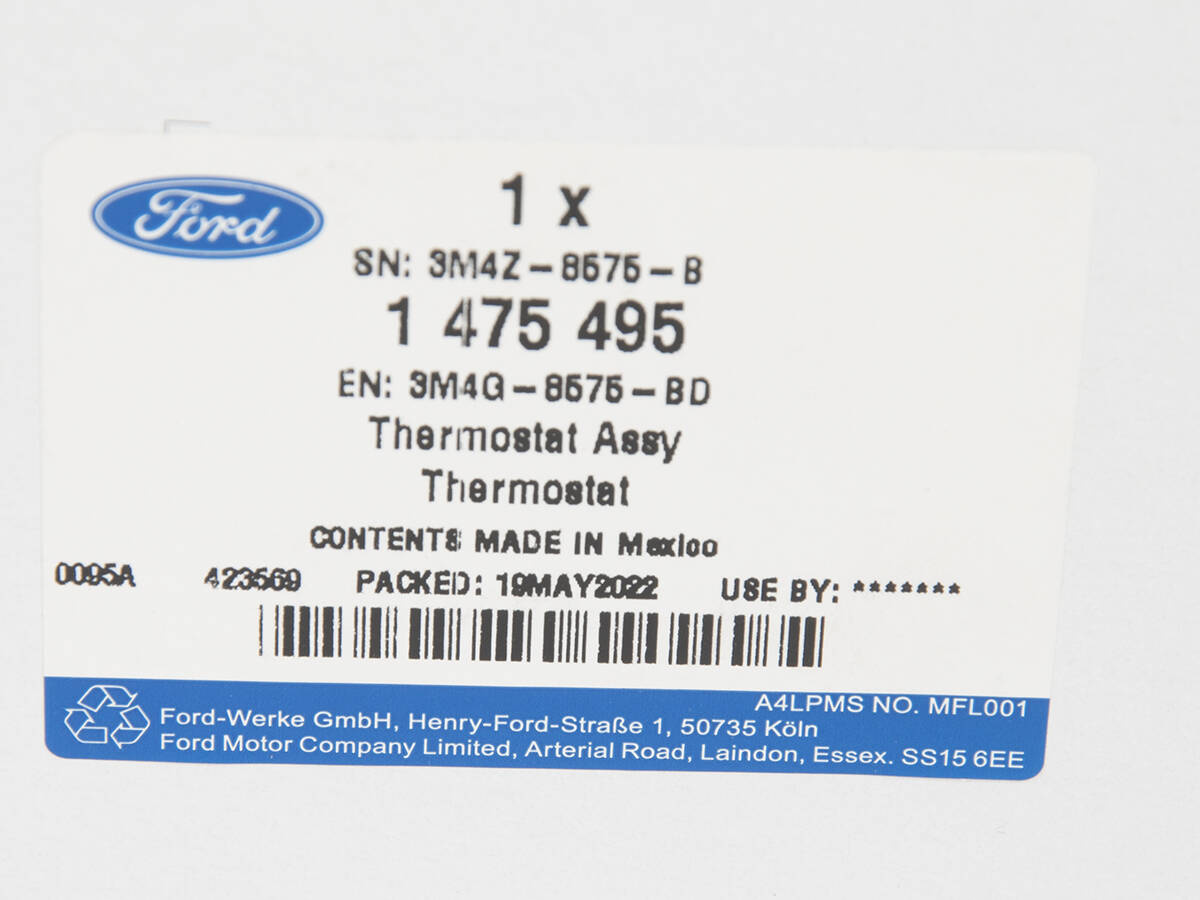 Ford
1 x
SN: 3M4Z-8575-B
1 475 495
EN: 3M4G-8575-BD
Thermostat Assy
Thermostat
CONTENTS MADE IN Mexico
0095A 423569 PACKED: 19MAY2022 USE BY: *******
A4LPMS NO. MFL001
Ford-Werke GmbH, Henry-Ford-Straße 1, 50735 Köln
Ford Motor Company Limited, Arterial Road, Laindon, Essex. SS15 6EE